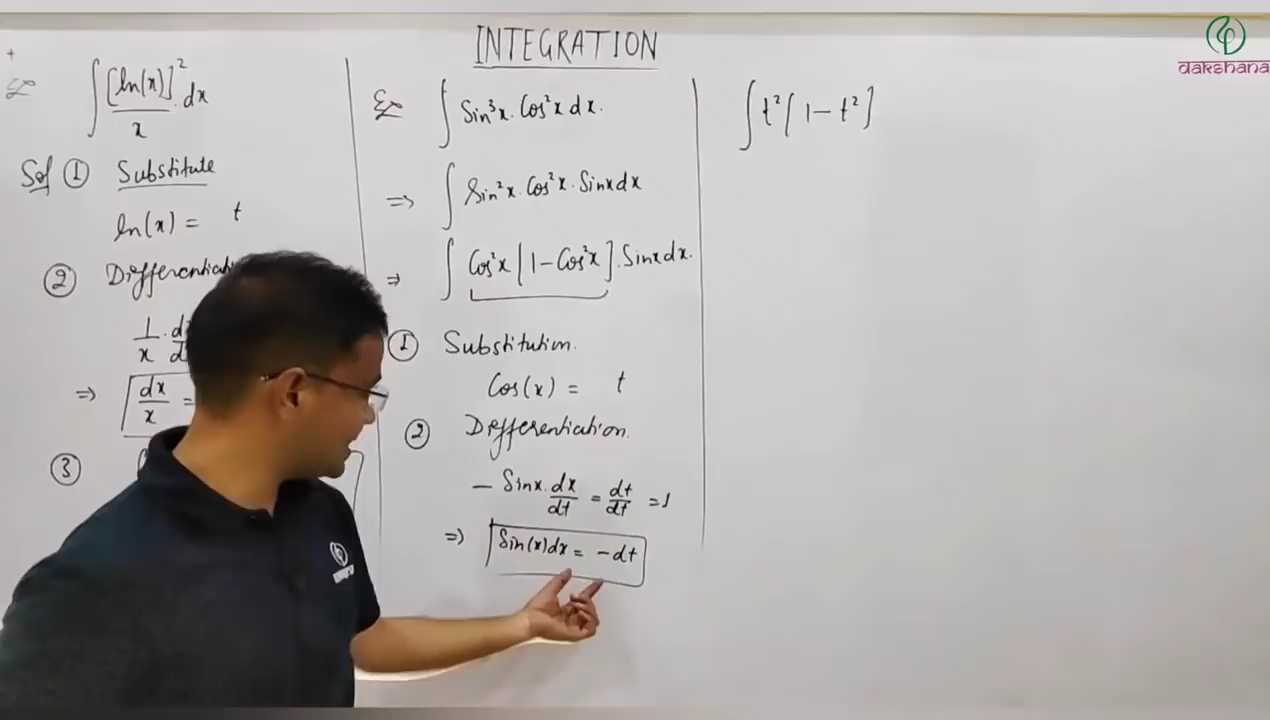 INTEGRATION
dakshana
Ex ∫ [ln(x)]² / x . dx
Sol ① Substitute
ln(x) = t
② Differentiat
1/x . d
⇒ dx/x =
③
Ex ∫ Sin³x . Cos²x dx.
⇒ ∫ Sin²x . Cos²x . Sinx dx
⇒ ∫ Cos²x [1 - Cos²x] . Sinx dx.
① Substitution.
Cos(x) = t
② Differentiation.
- Sinx . dx/dt = dt/dt = 1
⇒ Sin(x)dx = -dt
∫ t² [1 - t²]